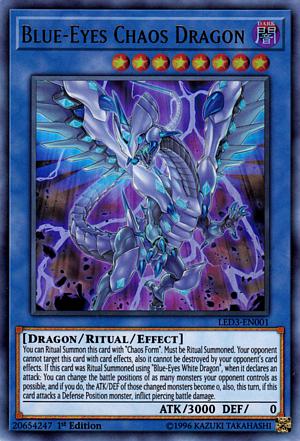 Blue-Eyes Chaos Dragon
DARK
闇
LED3-EN001
[Dragon/Ritual/Effect]
You can Ritual Summon this card with "Chaos Form". Must be Ritual Summoned. Your opponent
cannot target this card with card effects, also it cannot be destroyed by your opponent's card
effects. If this card was Ritual Summoned using "Blue-Eyes White Dragon", when it declares an
attack: You can change the battle positions of as many monsters your opponent controls as
possible, and if you do, the ATK/DEF of those changed monsters become 0, also, this turn, if this
card attacks a Defense Position monster, inflict piercing battle damage.
ATK/3000 DEF/ 0
20654247 1st Edition ©1996 KAZUKI TAKAHASHI